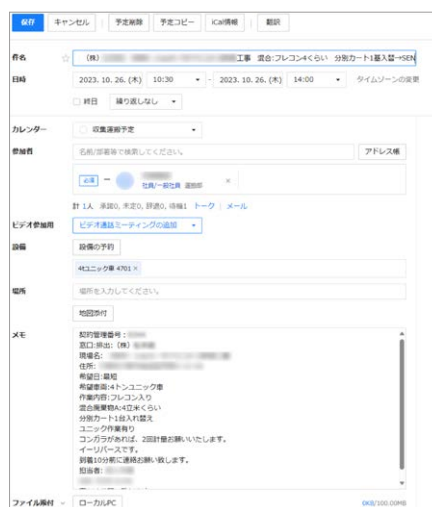 保存 キャンセル 予定削除 予定コピー iCal情報 翻訳
件名 (株) 工事 混合:フレコン4くらい 分別カート1基入替→SEN
日時 2023. 10. 26. (木) 10:30 - 2023. 10. 26. (木) 14:00 タイムゾーンの変更
終日 繰り返しなし
カレンダー 収集運搬予定
参加者 名前/部署等で検索してください。 アドレス帳
必須 社員/一般社員 運搬部 ×
計 1人 承諾0, 未定0, 辞退0, 待機1 トーク | メール
ビデオ参加用 ビデオ通話ミーティングの追加
設備 設備の予約
4tユニック車 4701 ×
場所 場所を入力してください。
地図添付
メモ 契約管理番号:
窓口:排出: (株)
現場名:
住所:
希望日:最短
希望車両:4トンユニック車
作業内容:フレコン入り
混合廃棄物A:4立米くらい
分別カート1台入れ替え
ユニック作業有り
コンガラがあれば、2回計量お願いいたします。
イーリバースです。
到着10分前に連絡お願い致します。
担当者:
ファイル添付 ローカルPC 0KB/100.00MB